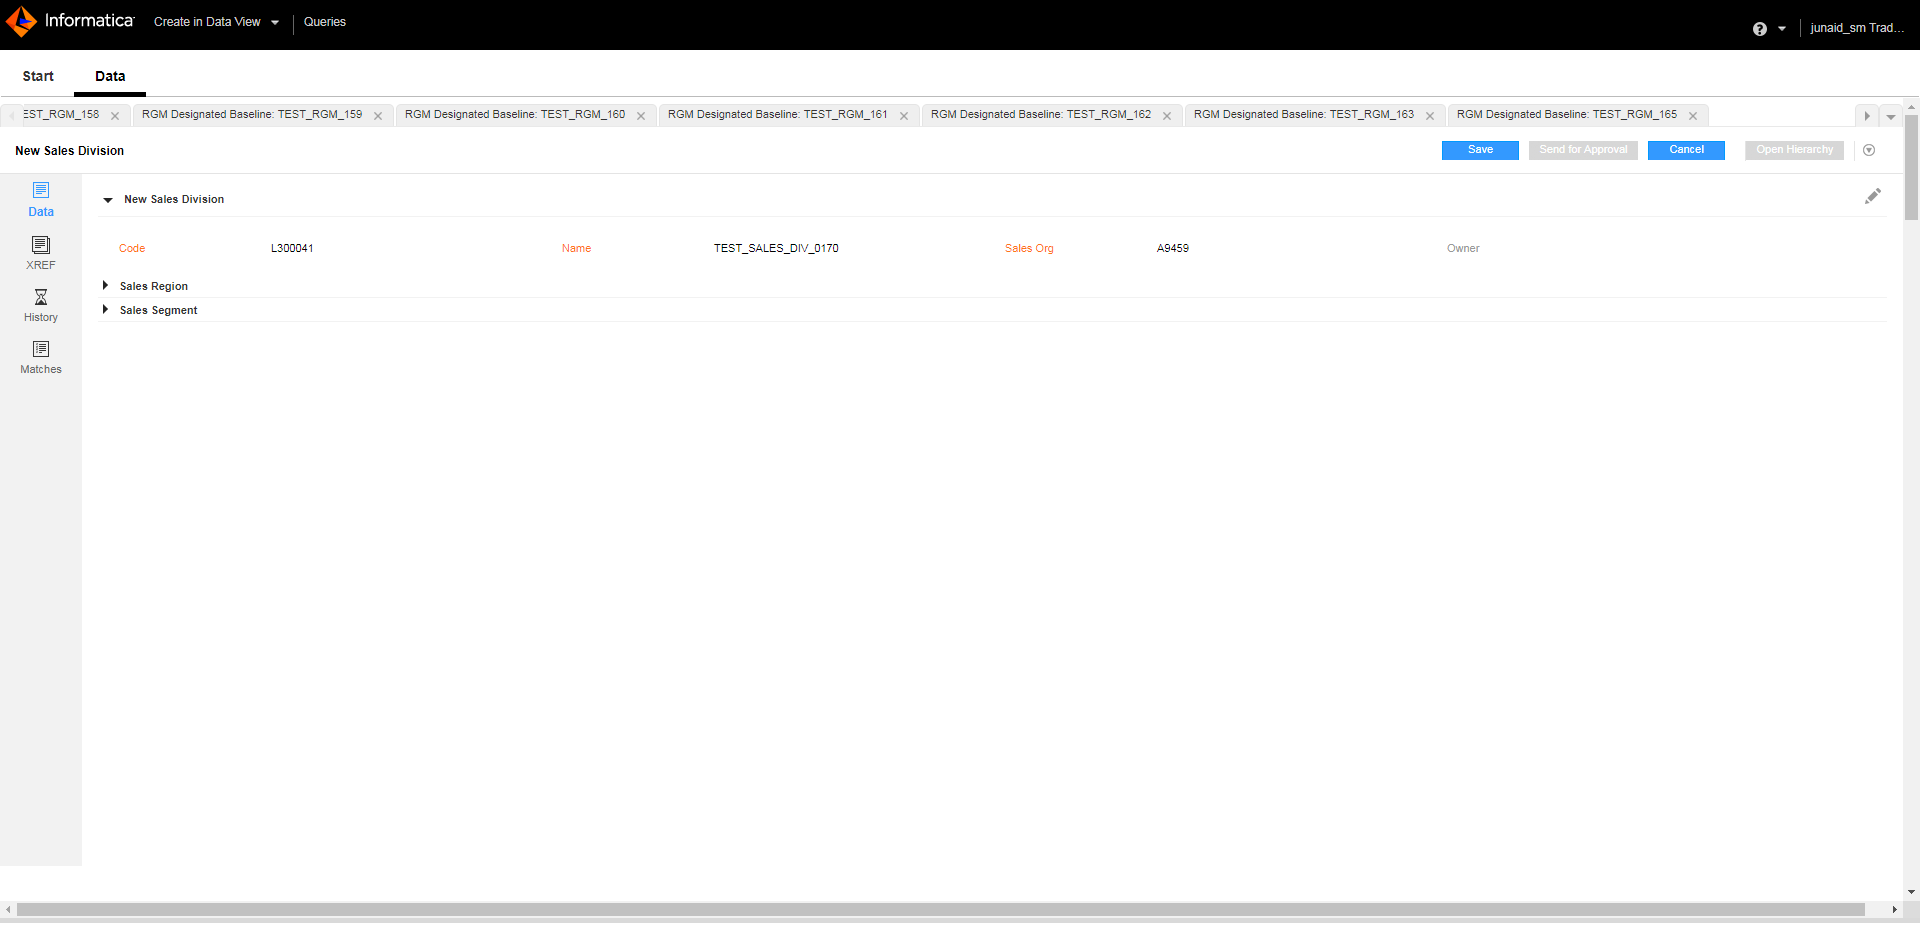 Informatica Create in Data View Queries junaid_sm Trad...
Start Data
EST_RGM_158 RGM Designated Baseline: TEST_RGM_159 RGM Designated Baseline: TEST_RGM_160 RGM Designated Baseline: TEST_RGM_161 RGM Designated Baseline: TEST_RGM_162 RGM Designated Baseline: TEST_RGM_163 RGM Designated Baseline: TEST_RGM_165
New Sales Division Save Send for Approval Cancel Open Hierarchy
Data
New Sales Division
Code L300041 Name TEST_SALES_DIV_0170 Sales Org A9459 Owner
XREF
Sales Region
History
Sales Segment
Matches